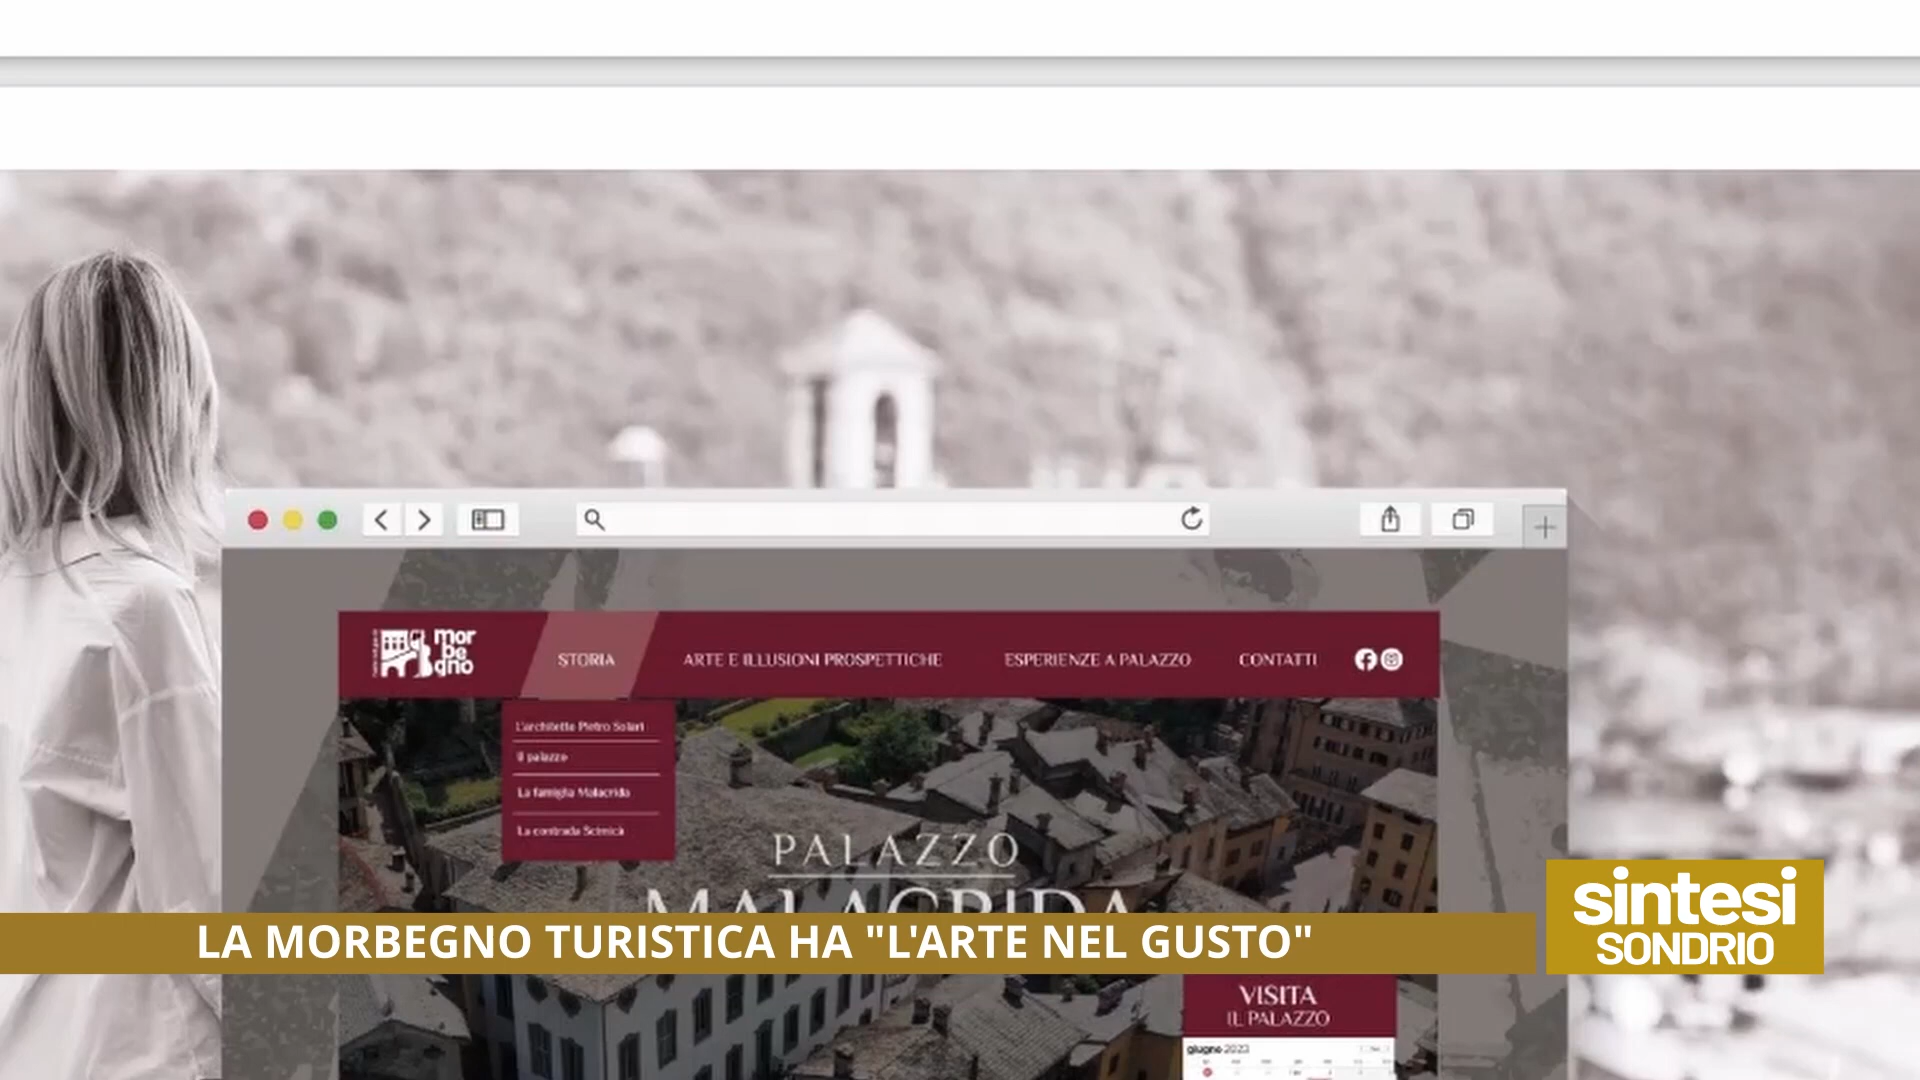 mor
be
gno
STORIA
ARTE E ILLUSIONI PROSPETTICHE
ESPERIENZE A PALAZZO
CONTATTI
L'architetto Pietro Solari
Il palazzo
La famiglia Malacrida
La contrada Scimicà
PALAZZO
MALACRIDA
LA MORBEGNO TURISTICA HA "L'ARTE NEL GUSTO"
sintesi
SONDRIO
VISITA
IL PALAZZO
giugno 2023